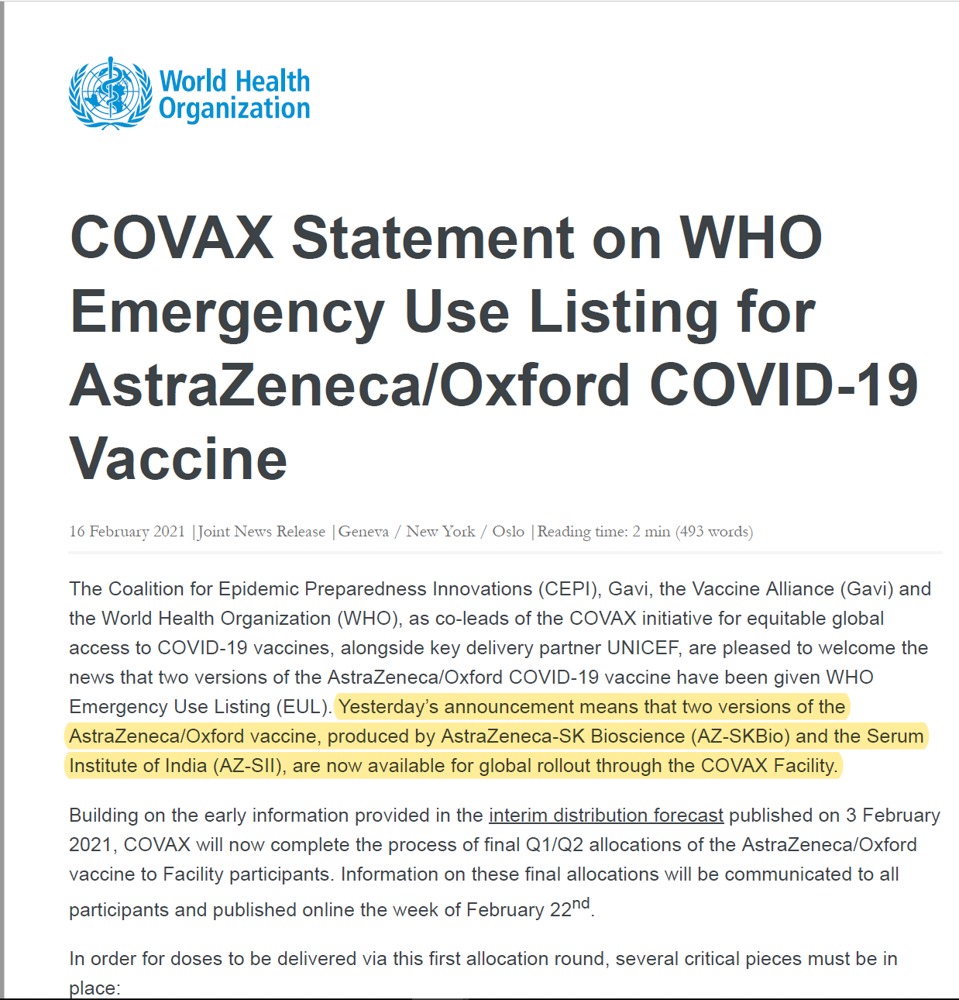 World Health
Organization
COVAX Statement on WHO
Emergency Use Listing for
AstraZeneca/Oxford COVID-19
Vaccine
16 February 2021 |Joint News Release |Geneva / New York / Oslo |Reading time: 2 min (493 words)
The Coalition for Epidemic Preparedness Innovations (CEPI), Gavi, the Vaccine Alliance (Gavi) and
the World Health Organization (WHO), as co-leads of the COVAX initiative for equitable global
access to COVID-19 vaccines, alongside key delivery partner UNICEF, are pleased to welcome the
news that two versions of the AstraZeneca/Oxford COVID-19 vaccine have been given WHO
Emergency Use Listing (EUL). Yesterday’s announcement means that two versions of the
AstraZeneca/Oxford vaccine, produced by AstraZeneca-SK Bioscience (AZ-SKBio) and the Serum
Institute of India (AZ-SII), are now available for global rollout through the COVAX Facility.
Building on the early information provided in the interim distribution forecast published on 3 February
2021, COVAX will now complete the process of final Q1/Q2 allocations of the AstraZeneca/Oxford
vaccine to Facility participants. Information on these final allocations will be communicated to all
participants and published online the week of February 22nd.
In order for doses to be delivered via this first allocation round, several critical pieces must be in
place: